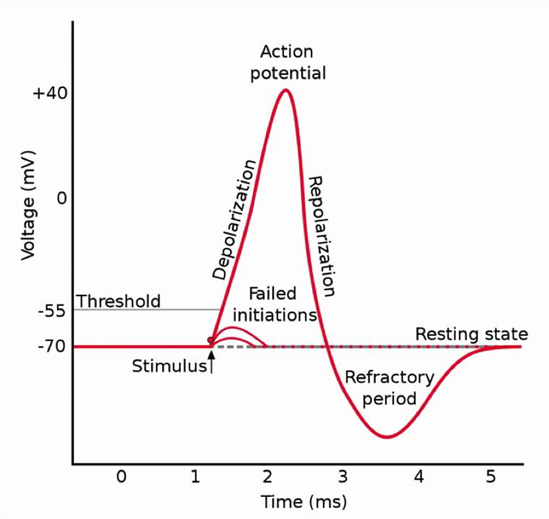 Action
potential
+40
Depolarization
Repolarization
Voltage (mV)
0
Threshold
-55
Failed
initiations
-70
Resting state
Stimulus
Refractory
period
0
1
2
3
4
5
Time (ms)